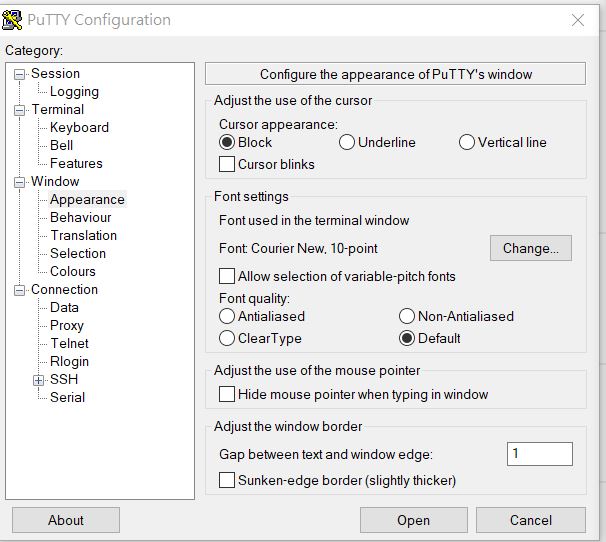 PuTTY Configuration
Category:
Session
Logging
Terminal
Keyboard
Bell
Features
Window
Appearance
Behaviour
Translation
Selection
Colours
Connection
Data
Proxy
Telnet
Rlogin
SSH
Serial
Configure the appearance of PuTTY's window
Adjust the use of the cursor
Cursor appearance:
Block Underline Vertical line
Cursor blinks
Font settings
Font used in the terminal window
Font: Courier New, 10-point Change...
Allow selection of variable-pitch fonts
Font quality:
Antialiased Non-Antialiased
ClearType Default
Adjust the use of the mouse pointer
Hide mouse pointer when typing in window
Adjust the window border
Gap between text and window edge: 1
Sunken-edge border (slightly thicker)
About Open Cancel